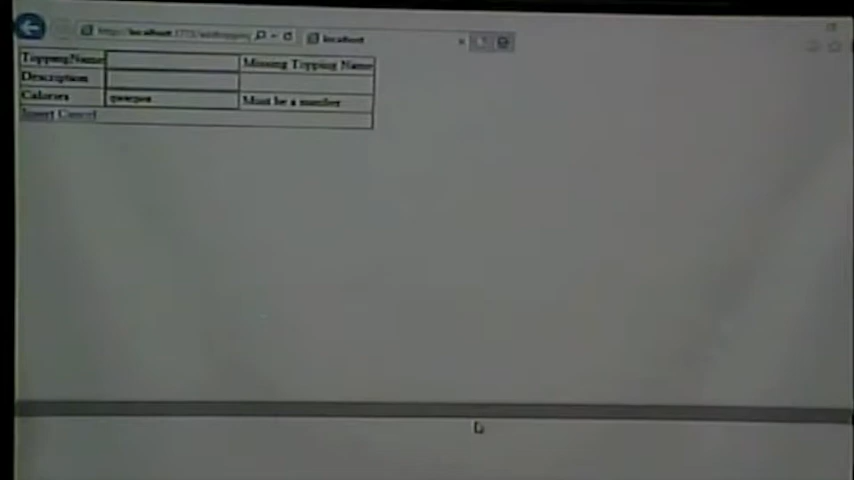 localhost
ToppingName Missing Topping Name
Description
Calories Must be a number
Insert Cancel